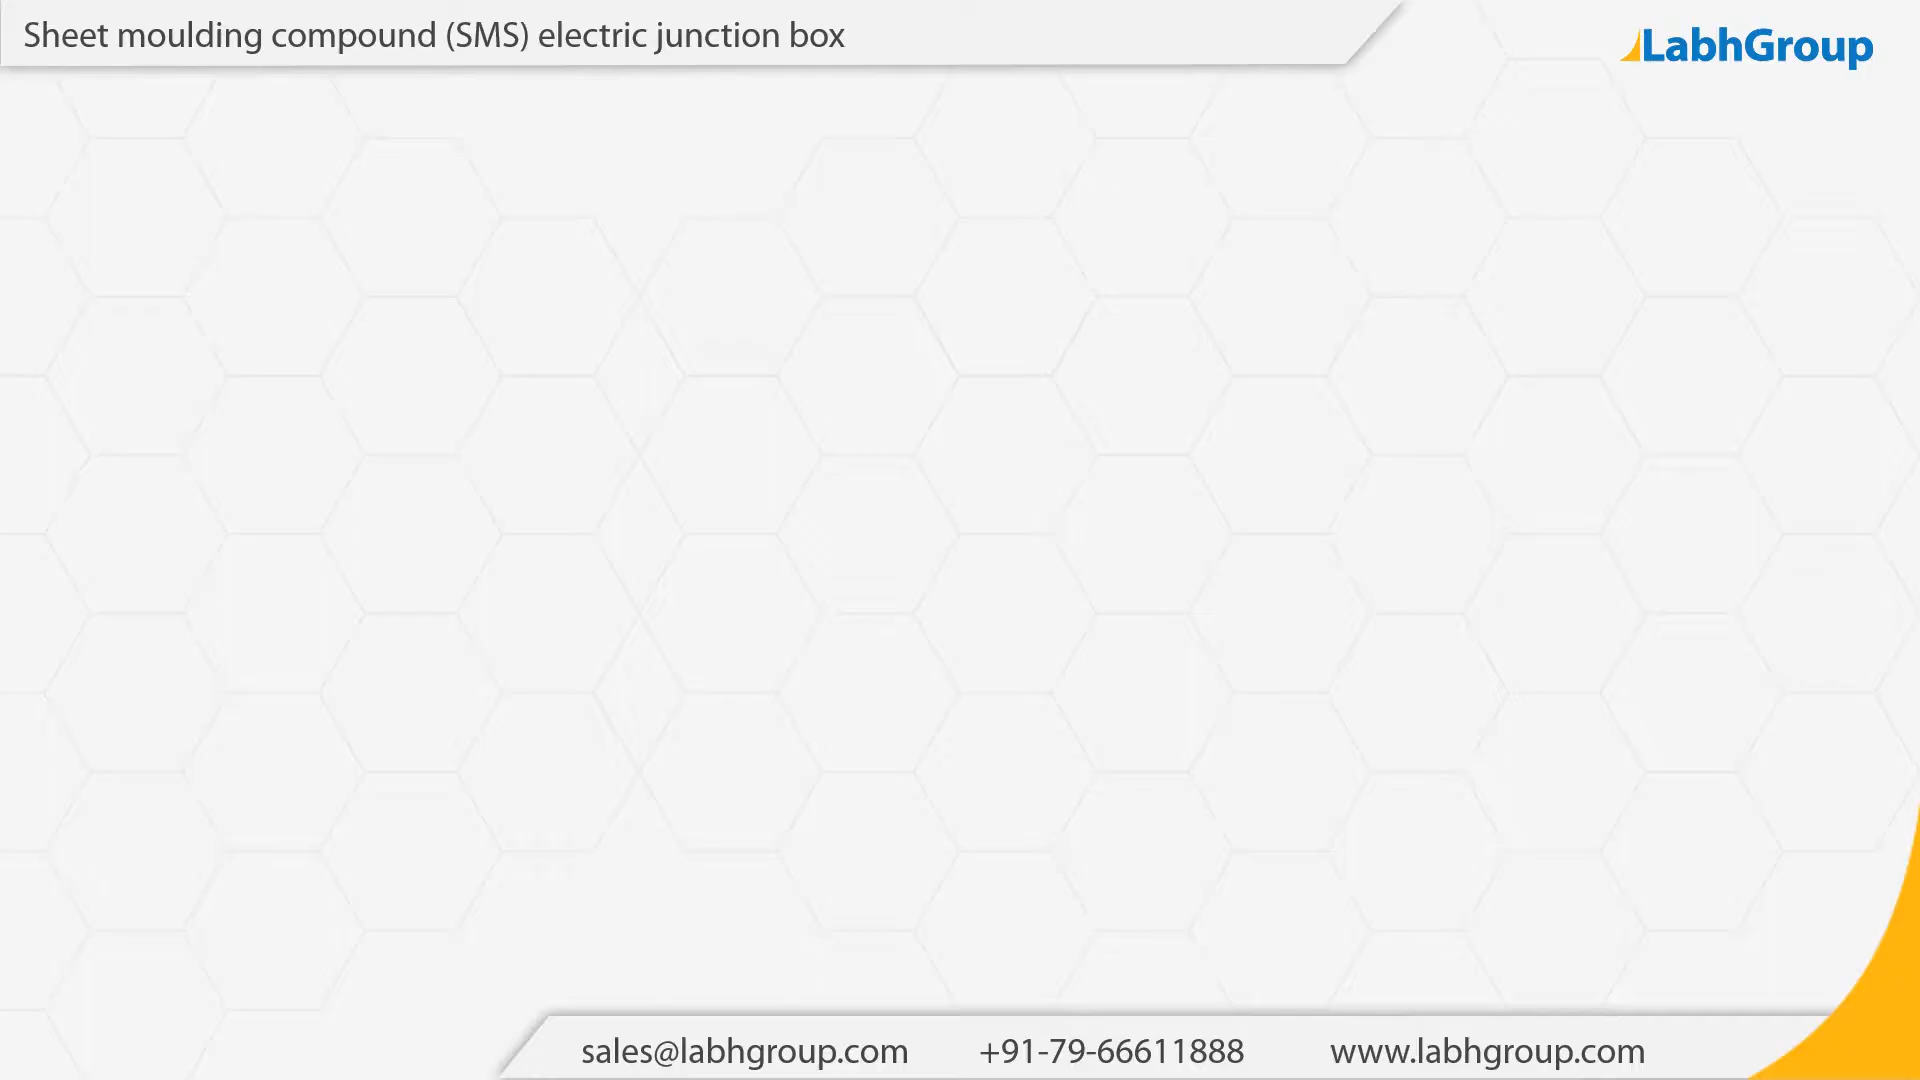 Sheet moulding compound (SMS) electric junction box
LabhGroup
sales@labhgroup.com +91-79-66611888 www.labhgroup.com